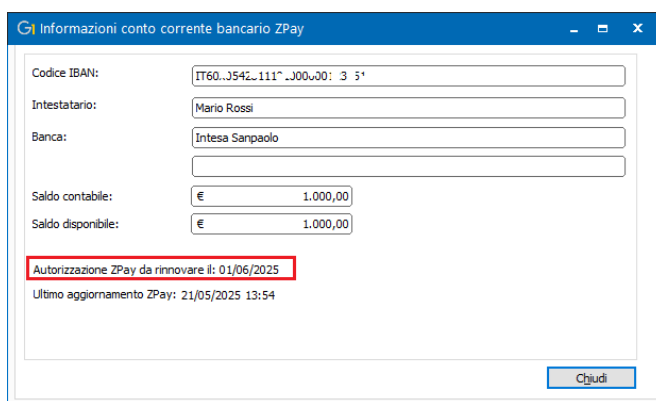 G1 Informazioni conto corrente bancario ZPay
Codice IBAN:
Intestatario: Mario Rossi
Banca: Intesa Sanpaolo
Saldo contabile: € 1.000,00
Saldo disponibile: € 1.000,00
Autorizzazione ZPay da rinnovare il: 01/06/2025
Ultimo aggiornamento ZPay: 21/05/2025 13:54
Chiudi